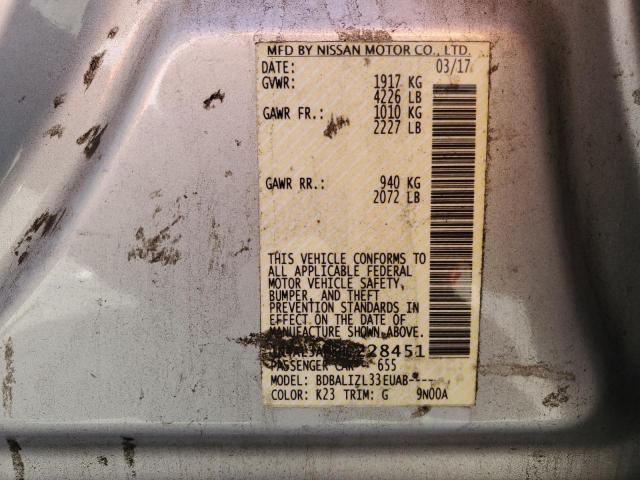 MFD BY NISSAN MOTOR CO., LTD.
DATE: 03/17
GVWR: 1917 KG
4226 LB
GAWR FR.: 1010 KG
2227 LB
GAWR RR.: 940 KG
2072 LB
THIS VEHICLE CONFORMS TO
ALL APPLICABLE FEDERAL
MOTOR VEHICLE SAFETY,
BUMPER, AND THEFT
PREVENTION STANDARDS IN
EFFECT ON THE DATE OF
MANUFACTURE SHOWN ABOVE.
228451
PASSENGER CAR 655
MODEL: BDBALIZL33EUAB-----
COLOR: K23 TRIM: G 9N00A